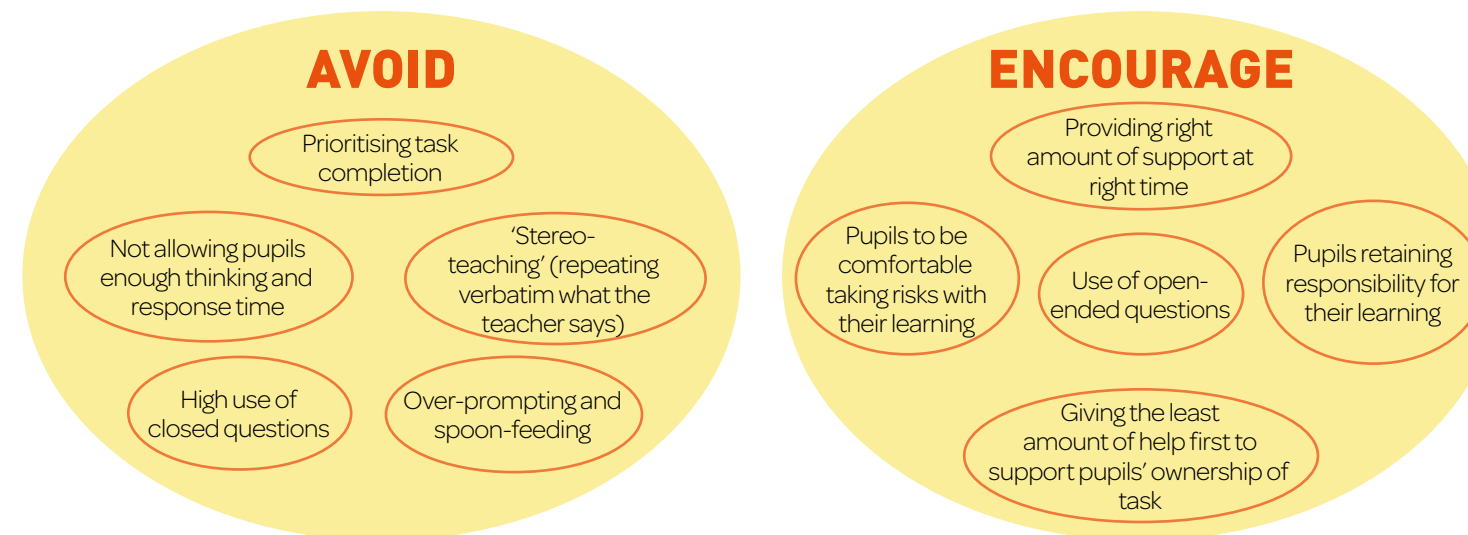 AVOID
Prioritising task
completion
Not allowing pupils
enough thinking and
response time
‘Stereo-
teaching’ (repeating
verbatim what the
teacher says)
High use of
closed questions
Over-prompting and
spoon-feeding
ENCOURAGE
Providing right
amount of support at
right time
Pupils to be
comfortable
taking risks with
their learning
Use of open-
ended questions
Pupils retaining
responsibility for
their learning
Giving the least
amount of help first to
support pupils’ ownership of
task